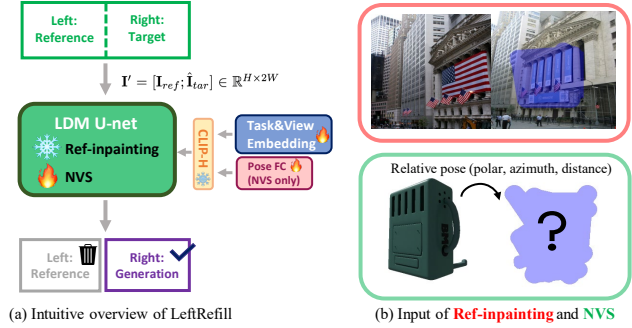 Left:
Reference
Right:
Target
I′ = [I_ref; Î_tar] ∈ ℝ^{H×2W}
LDM U-net
Ref-inpainting
NVS
CLIP-H
Task&View
Embedding
Pose FC
(NVS only)
Left:
Reference
Right:
Generation
(a) Intuitive overview of LeftRefill
Relative pose (polar, azimuth, distance)
?
(b) Input of Ref-inpainting and NVS